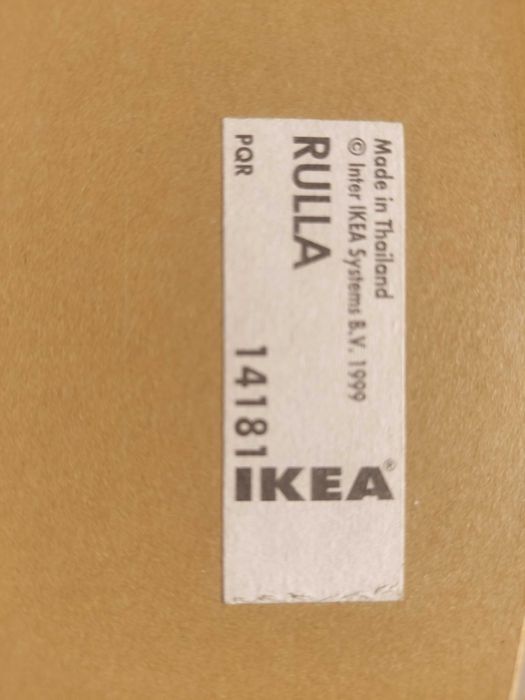 Made in Thailand
© Inter IKEA Systems B.V. 1999
RULLA
PQR 14181
IKEA®